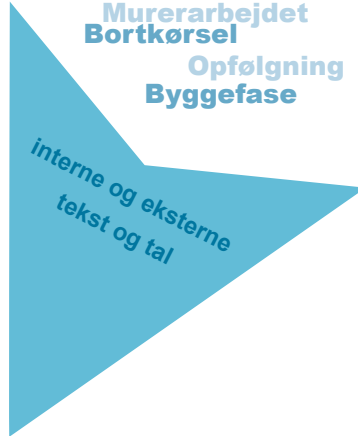 Murerarbejdet
Bortkørsel
Opfølgning
Byggefase
interne og eksterne
tekst og tal